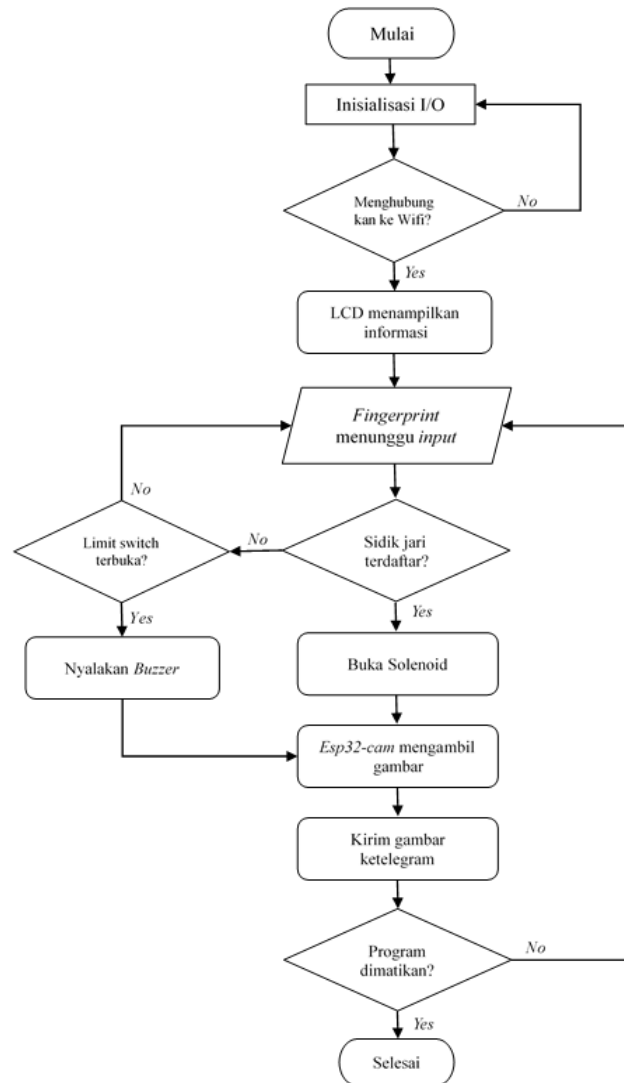 Mulai
Inisialisasi I/O
Menghubung
kan ke Wifi?
No
Yes
LCD menampilkan
informasi
Fingerprint
menunggu input
No
Limit switch
terbuka?
No
Sidik jari
terdaftar?
Yes
Yes
Nyalakan Buzzer
Buka Solenoid
Esp32-cam mengambil
gambar
Kirim gambar
ketelegram
Program
dimatikan?
No
Yes
Selesai